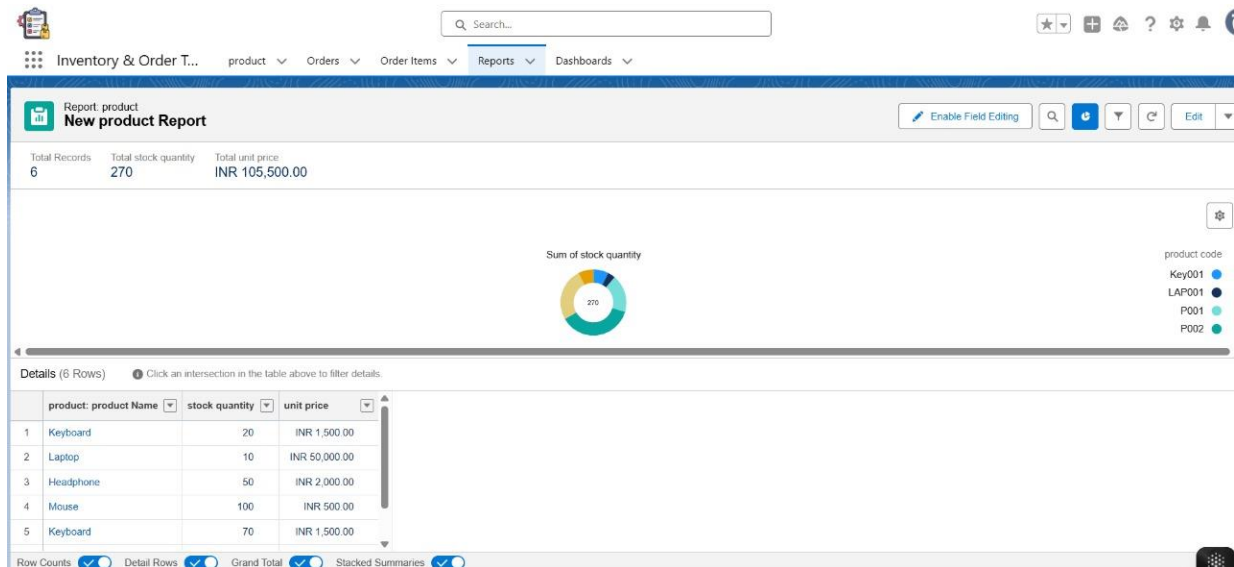 Search...
Inventory & Order T... product Orders Order Items Reports Dashboards
Report: product
New product Report
Enable Field Editing Edit
Total Records Total stock quantity Total unit price
6 270 INR 105,500.00
Sum of stock quantity
270
product code
Key001
LAP001
P001
P002
Details (6 Rows) Click an intersection in the table above to filter details.
product: product Name stock quantity unit price
1 Keyboard 20 INR 1,500.00
2 Laptop 10 INR 50,000.00
3 Headphone 50 INR 2,000.00
4 Mouse 100 INR 500.00
5 Keyboard 70 INR 1,500.00
Row Counts Detail Rows Grand Total Stacked Summaries